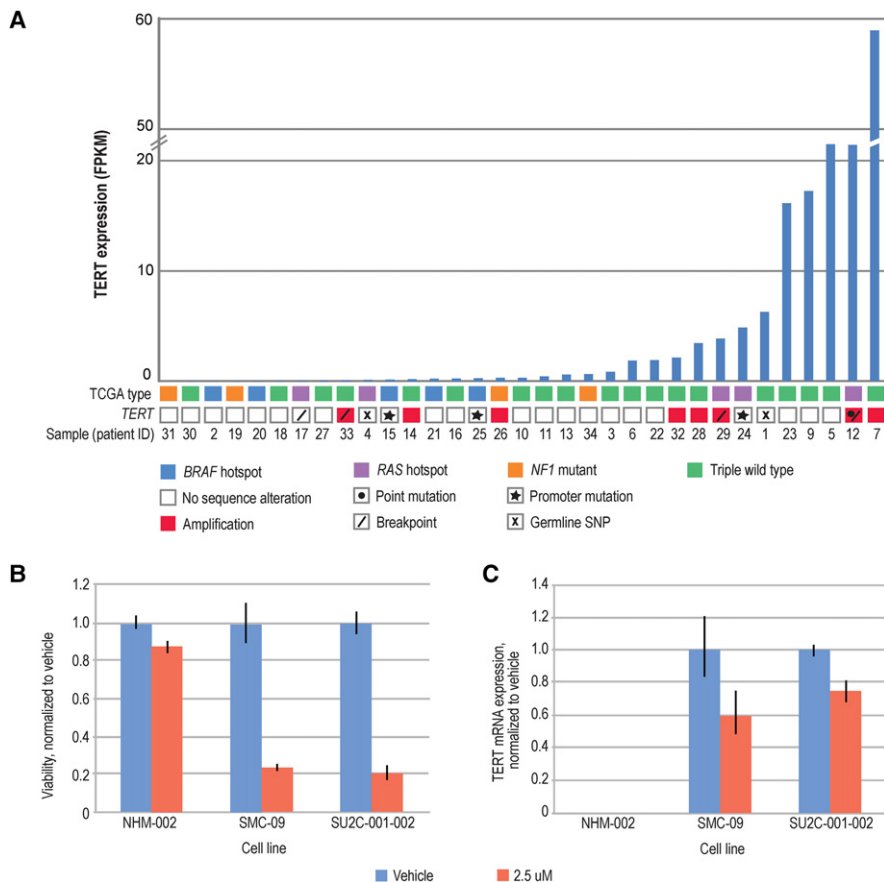 A
60
50
20
10
0
TERT expression (FPKM)
TCGA type
TERT
Sample (patient ID) 31 30 2 19 20 18 17 27 33 4 15 14 21 16 25 26 10 11 13 34 3 6 22 32 28 29 24 1 23 9 5 12 7
BRAF hotspot RAS hotspot NF1 mutant Triple wild type
No sequence alteration Point mutation Promoter mutation
Amplification Breakpoint Germline SNP
B
1.2
1.0
0.8
0.6
0.4
0.2
0
Viability, normalized to vehicle
NHM-002 SMC-09 SU2C-001-002
Cell line
C
1.4
1.2
1.0
0.8
0.6
0.4
0.2
0
TERT mRNA expression,
normalized to vehicle
NHM-002 SMC-09 SU2C-001-002
Cell line
Vehicle 2.5 uM